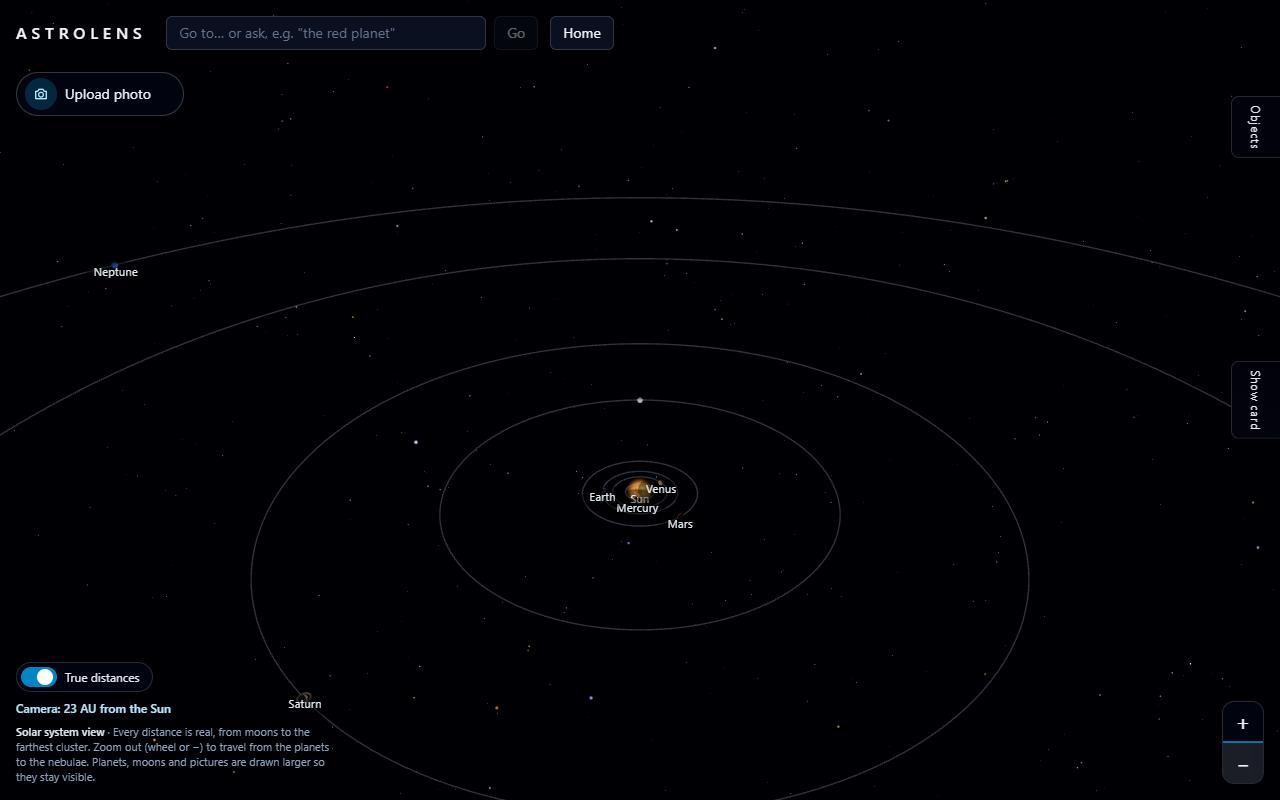 ASTROLENS
Go to... or ask, e.g. "the red planet"
Go
Home
Upload photo
Objects
Neptune
Show card
Venus
Earth
Sun
Mercury
Mars
True distances
Camera: 23 AU from the Sun
Saturn
Solar system view · Every distance is real, from moons to the
farthest cluster. Zoom out (wheel or −) to travel from the planets
to the nebulae. Planets, moons and pictures are drawn larger so
they stay visible.
+
−